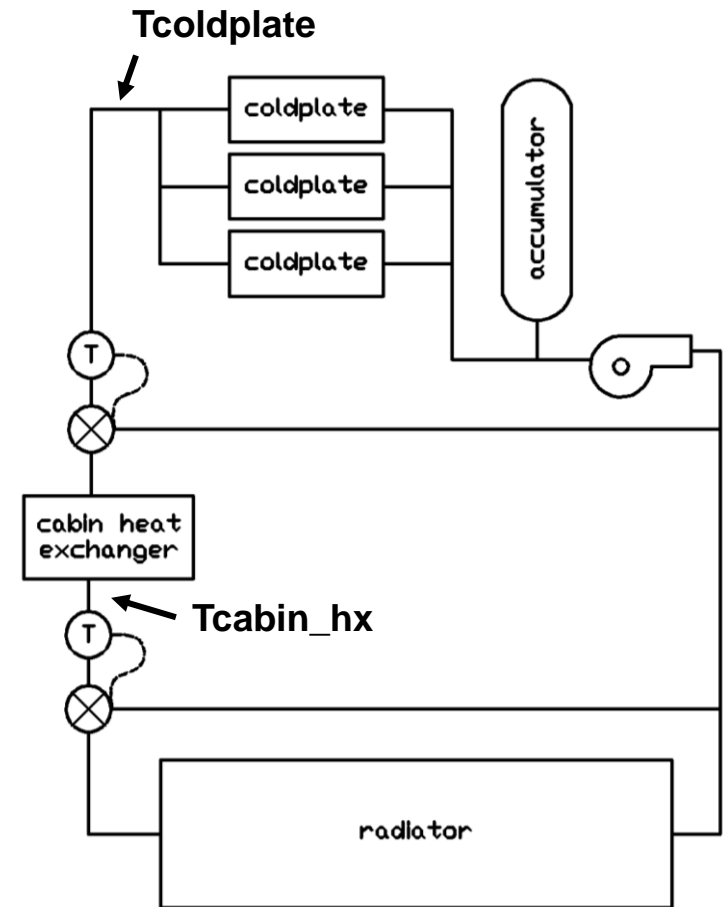 Tcoldplate
coldplate
coldplate
coldplate
accumulator
T
cabin heat
exchanger
Tcabin_hx
T
radiator